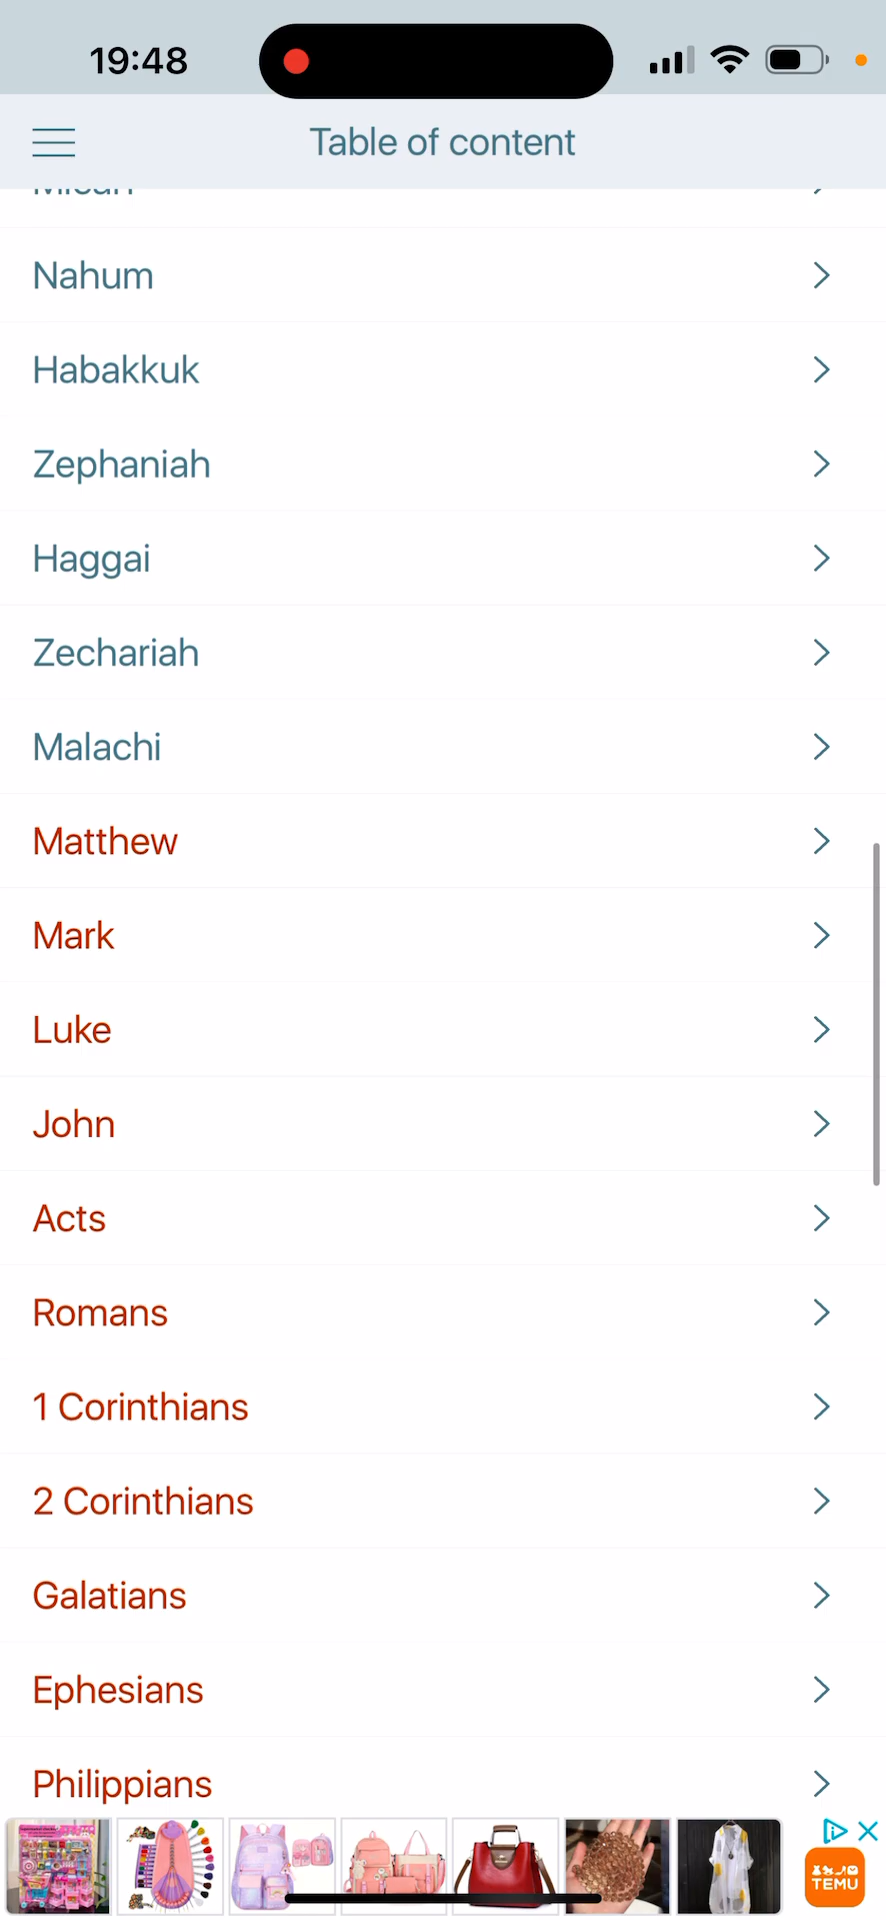 19:48
Table of content
Micah
Nahum
Habakkuk
Zephaniah
Haggai
Zechariah
Malachi
Matthew
Mark
Luke
John
Acts
Romans
1 Corinthians
2 Corinthians
Galatians
Ephesians
Philippians
TEMU